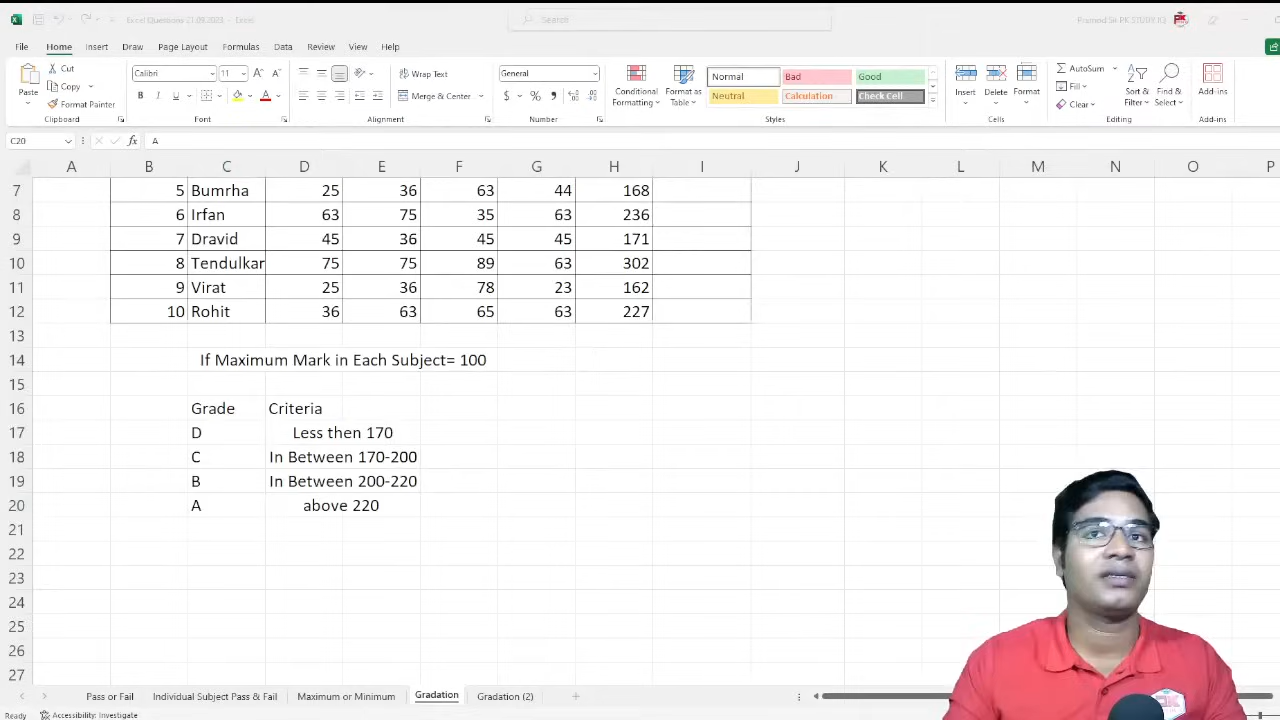 Excel Questions 21.09.2023 - Excel
Search
File Home Insert Draw Page Layout Formulas Data Review View Help
Cut
Copy
Format Painter
Paste
Clipboard
Calibri 11
B I U
Font
Wrap Text
Merge & Center
Alignment
General
$ %
Number
Conditional Formatting
Format as Table
Normal Bad Good
Neutral Calculation Check Cell
Styles
Insert Delete Format
Cells
AutoSum
Fill
Clear
Sort & Filter
Find & Select
Editing
Add-ins
Add-ins
C20 fx A
A B C D E F G H I J K L M N O P
7 5 Bumrha 25 36 63 44 168
8 6 Irfan 63 75 35 63 236
9 7 Dravid 45 36 45 45 171
10 8 Tendulkar 75 75 89 63 302
11 9 Virat 25 36 78 23 162
12 10 Rohit 36 63 65 63 227
13
14 If Maximum Mark in Each Subject= 100
15
16 Grade Criteria
17 D Less then 170
18 C In Between 170-200
19 B In Between 200-220
20 A above 220
21
22
23
24
25
26
27
Pass or Fail Individual Subject Pass & Fail Maximum or Minimum Gradation Gradation (2)
Ready Accessibility: Investigate